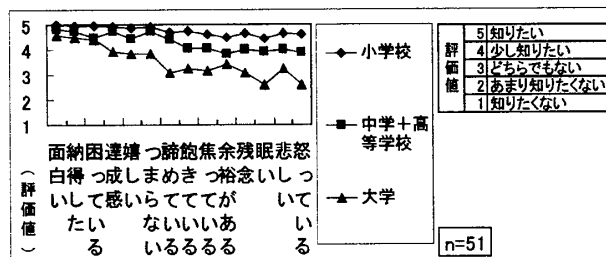 5
4
3
2
1
(評価値)
面白い
納得した
困っている
達成感
嬉しい
つまらない
諦めている
飽きている
焦っている
余裕がある
残念
眠い
悲しい
怒っている
小学校
中学+高
等学校
大学
評価値
5 知りたい
4 少し知りたい
3 どちらでもない
2 あまり知りたくない
1 知りたくない
n=51